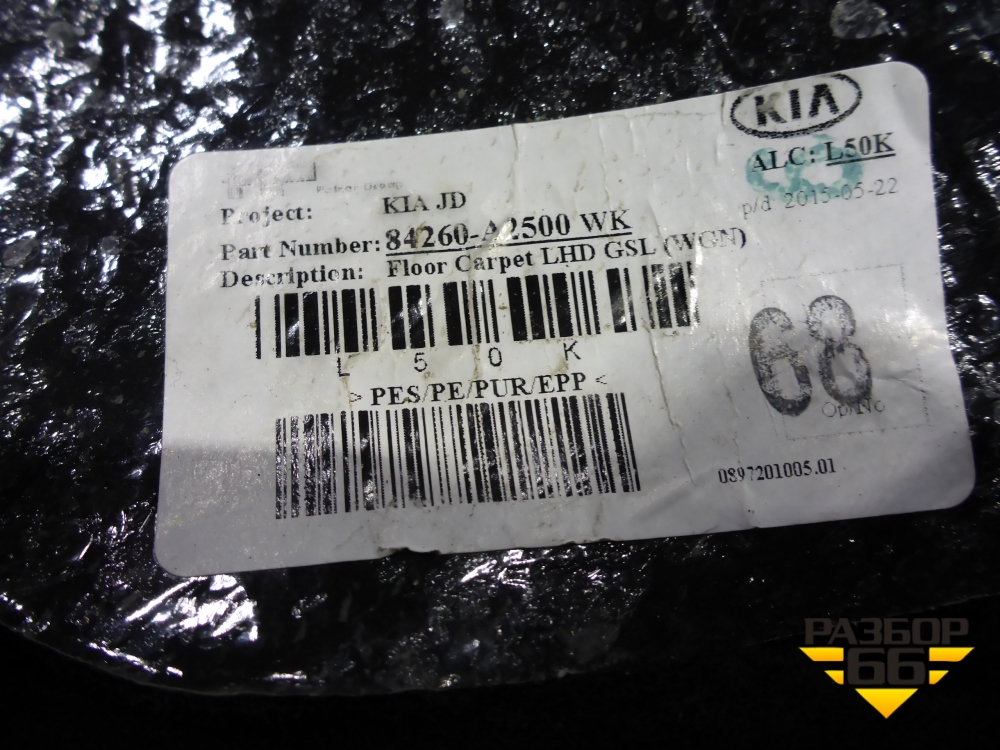 KIA
ALC: L50K
p/d 2015-05-22
Project: KIA JD
Part Number: 84260-A2500 WK
Description: Floor Carpet LHD GSL (WGN)
L 5 0 K
> PES/PE/PUR/EPP <
68
0897201005.01
РАЗБОР
66